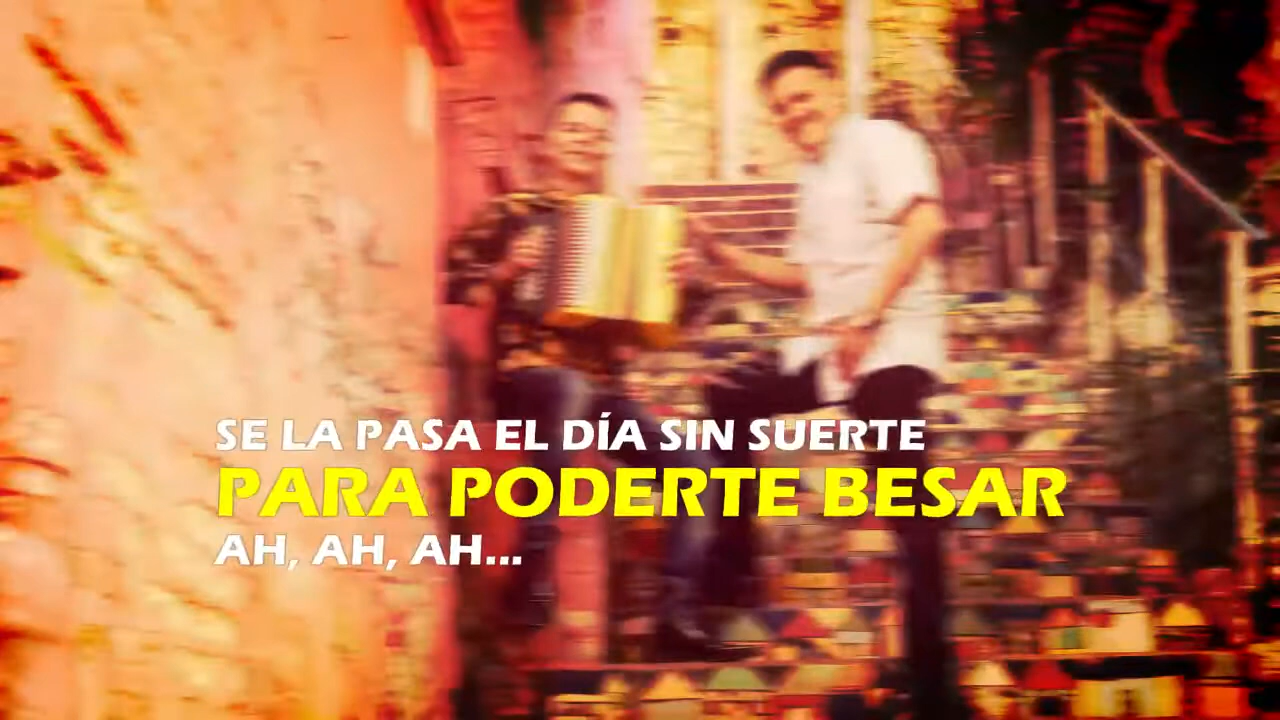 SE LA PASA EL DÍA SIN SUERTE
PARA PODERTE BESAR
AH, AH, AH...